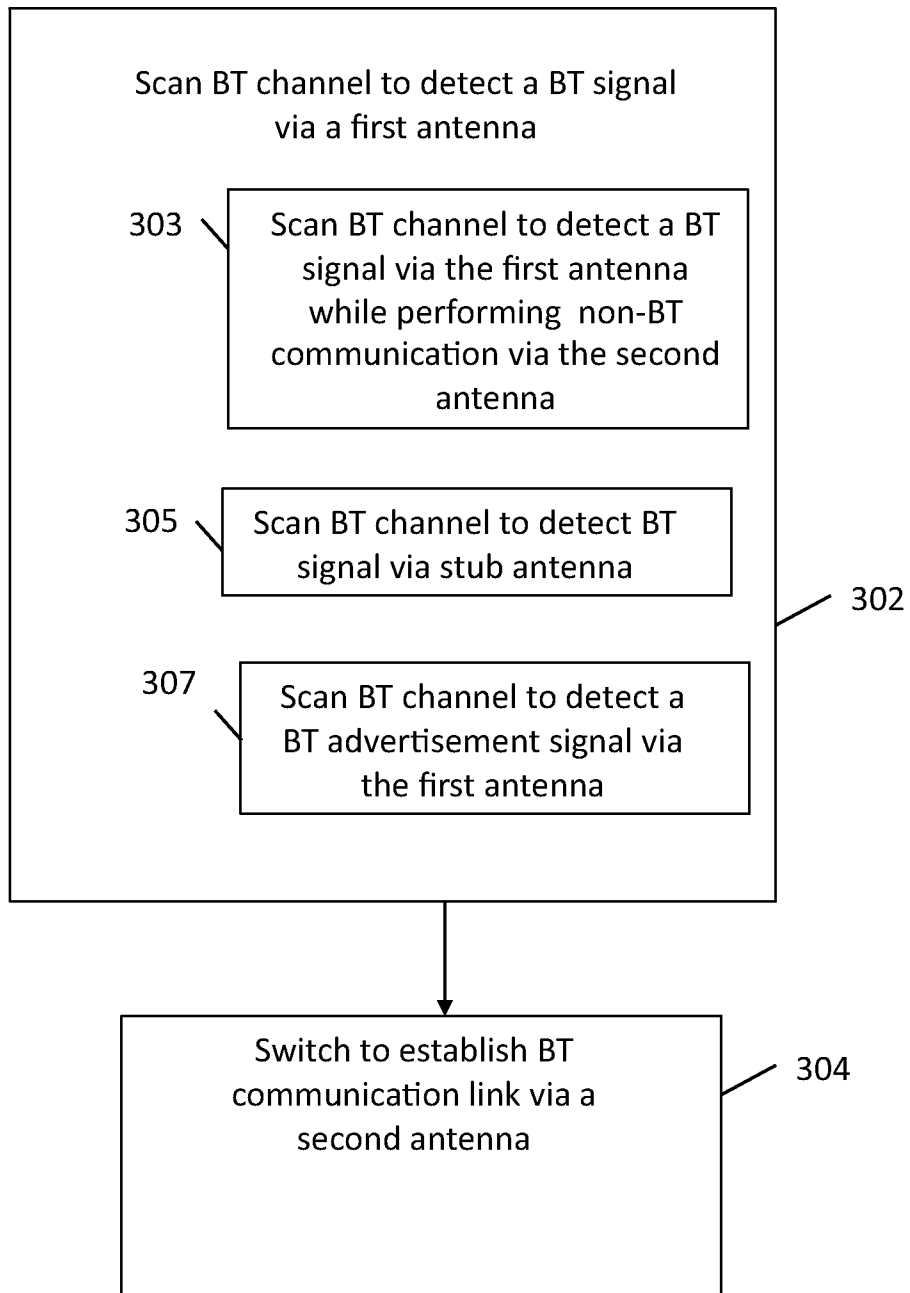 Scan BT channel to detect a BT signal
via a first antenna
303
Scan BT channel to detect a BT
signal via the first antenna
while performing non-BT
communication via the second
antenna
305
Scan BT channel to detect BT
signal via stub antenna
302
307
Scan BT channel to detect a
BT advertisement signal via
the first antenna
Switch to establish BT
communication link via a
second antenna
304